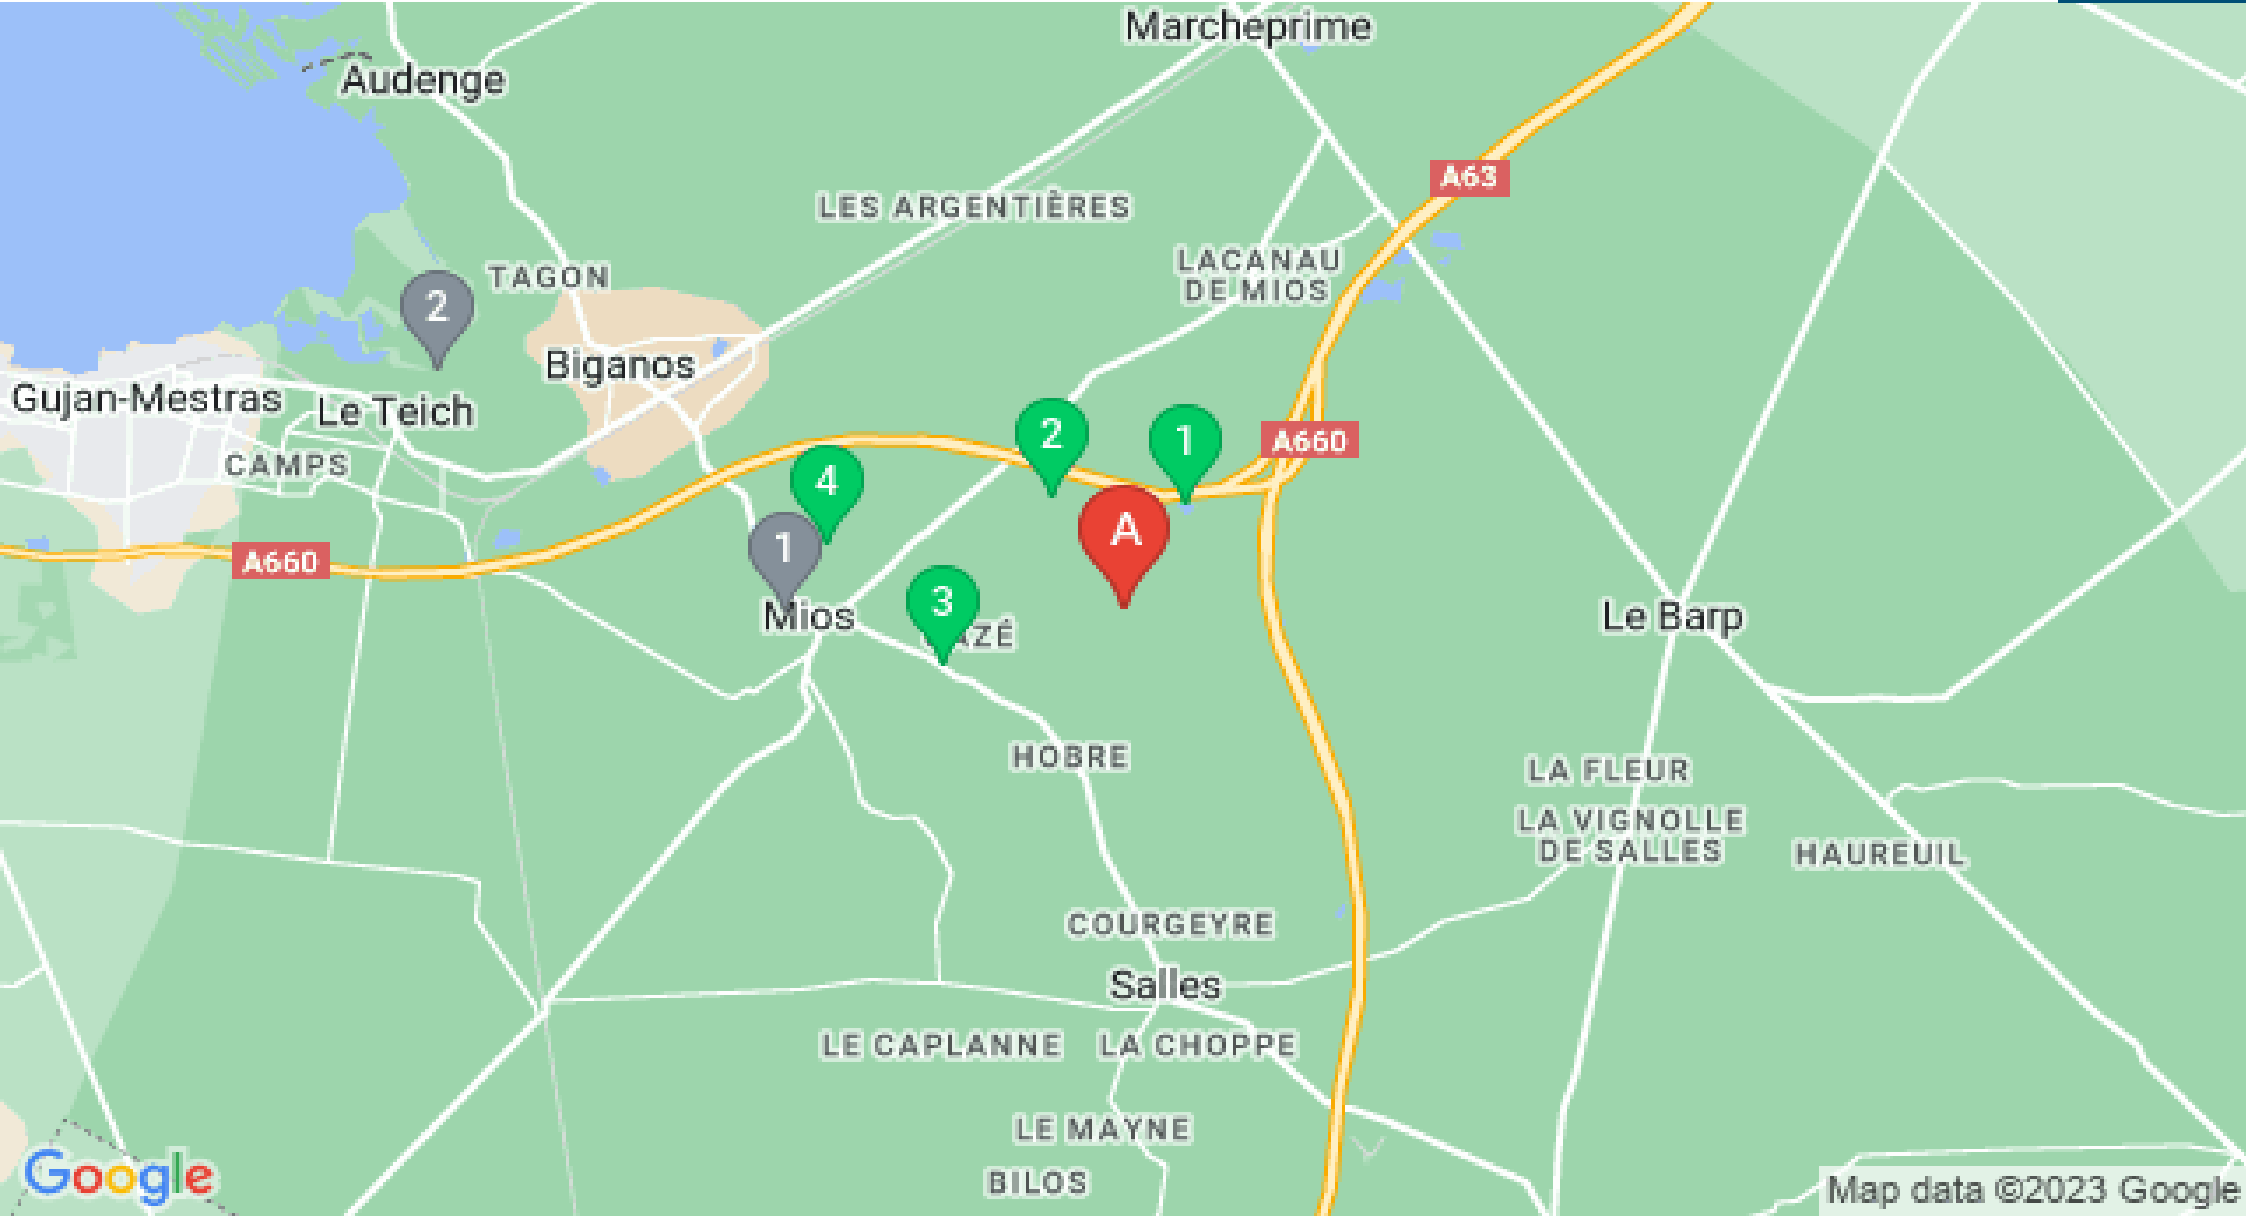 Marcheprime
Audenge
A63
LES ARGENTIÈRES
LACANAU
DE MIOS
TAGON
2
Biganos
Gujan-Mestras
Le Teich
CAMPS
2
1
A660
4
A
1
A660
3
Mios
AZÉ
Le Barp
HOBRE
LA FLEUR
LA VIGNOLLE
DE SALLES
HAUREUIL
COURGEYRE
Salles
LE CAPLANNE
LA CHOPPE
LE MAYNE
BILOS
Google
Map data ©2023 Google